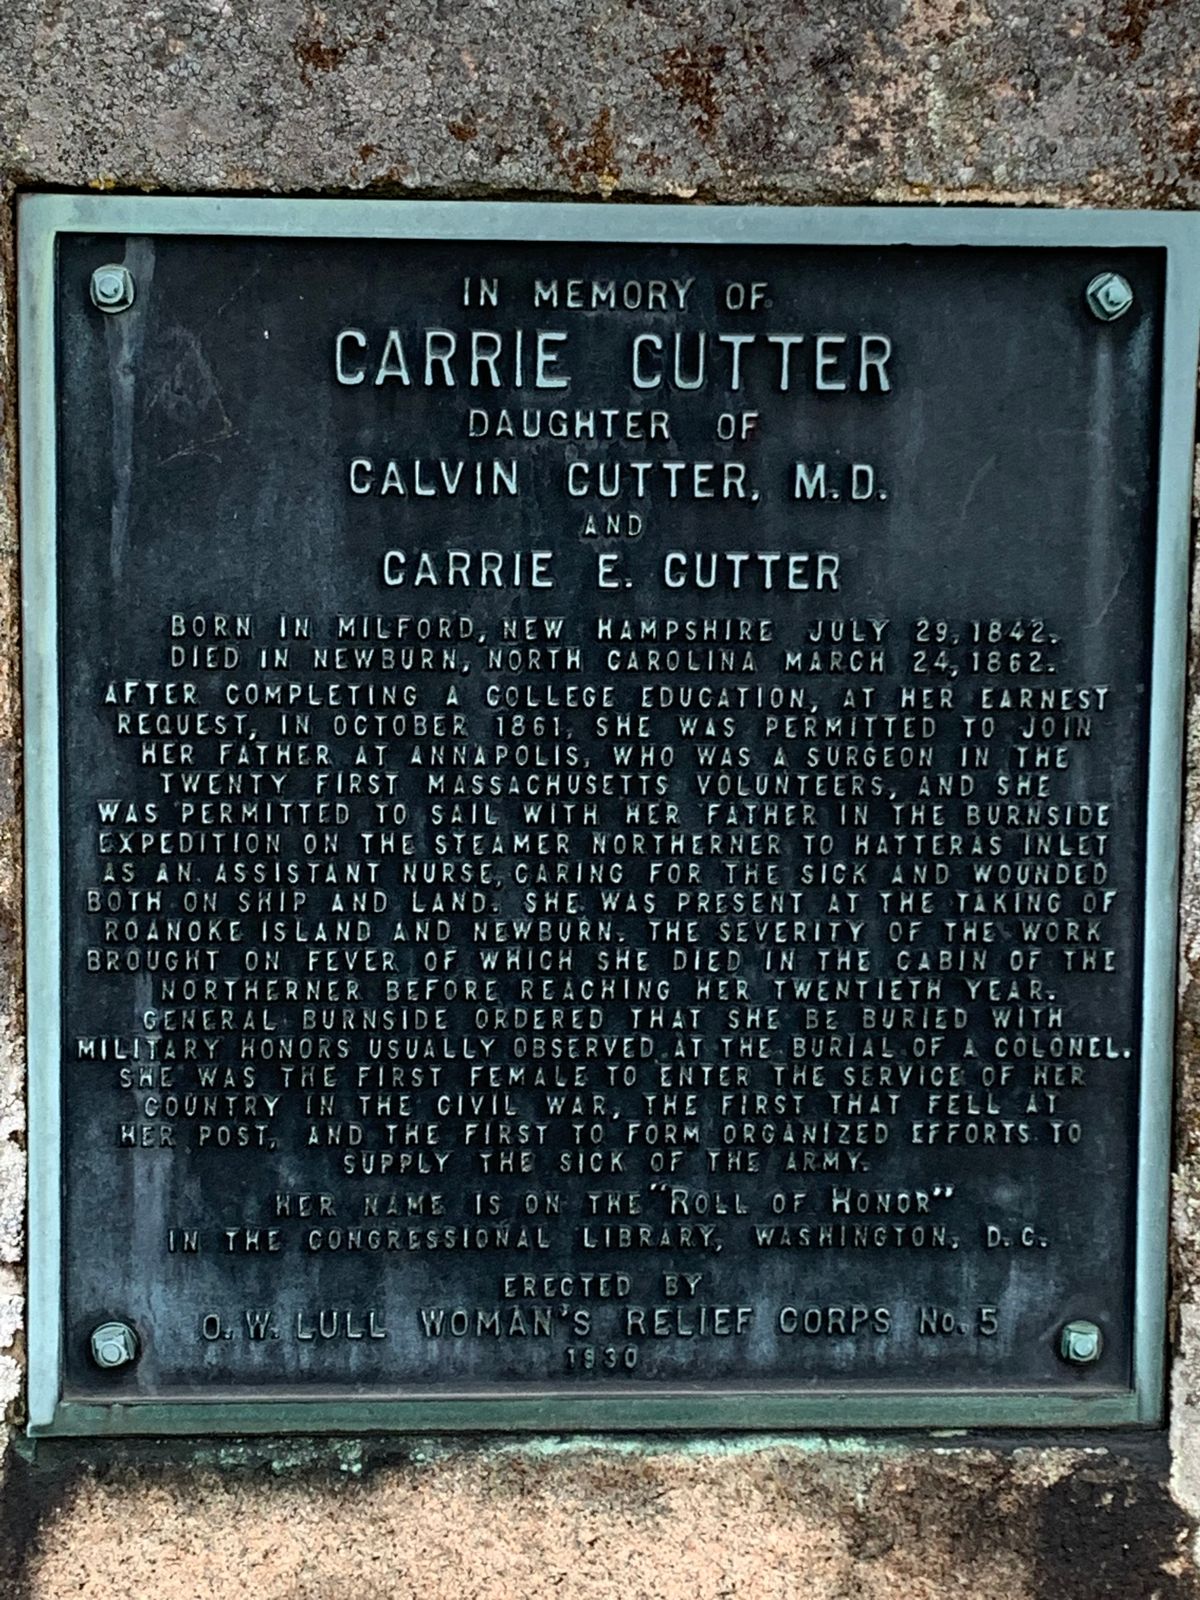 IN MEMORY OF
CARRIE CUTTER
DAUGHTER OF
CALVIN CUTTER, M.D.
AND
CARRIE E. CUTTER
BORN IN MILFORD, NEW HAMPSHIRE JULY 29, 1842.
DIED IN NEWBURN, NORTH CAROLINA MARCH 24, 1862.
AFTER COMPLETING A COLLEGE EDUCATION, AT HER EARNEST
REQUEST, IN OCTOBER 1861, SHE WAS PERMITTED TO JOIN
HER FATHER AT ANNAPOLIS, WHO WAS A SURGEON IN THE
TWENTY FIRST MASSACHUSETTS VOLUNTEERS, AND SHE
WAS PERMITTED TO SAIL WITH HER FATHER IN THE BURNSIDE
EXPEDITION ON THE STEAMER NORTHERNER TO HATTERAS INLET
AS AN ASSISTANT NURSE, CARING FOR THE SICK AND WOUNDED
BOTH ON SHIP AND LAND. SHE WAS PRESENT AT THE TAKING OF
ROANOKE ISLAND AND NEWBURN. THE SEVERITY OF THE WORK
BROUGHT ON FEVER OF WHICH SHE DIED IN THE CABIN OF THE
NORTHERNER BEFORE REACHING HER TWENTIETH YEAR.
GENERAL BURNSIDE ORDERED THAT SHE BE BURIED WITH
MILITARY HONORS USUALLY OBSERVED AT THE BURIAL OF A COLONEL.
SHE WAS THE FIRST FEMALE TO ENTER THE SERVICE OF HER
COUNTRY IN THE CIVIL WAR, THE FIRST THAT FELL AT
HER POST, AND THE FIRST TO FORM ORGANIZED EFFORTS TO
SUPPLY THE SICK OF THE ARMY.
HER NAME IS ON THE "ROLL OF HONOR"
IN THE CONGRESSIONAL LIBRARY, WASHINGTON, D.C.
ERECTED BY
O. W. LULL WOMAN'S RELIEF CORPS No. 5
1930